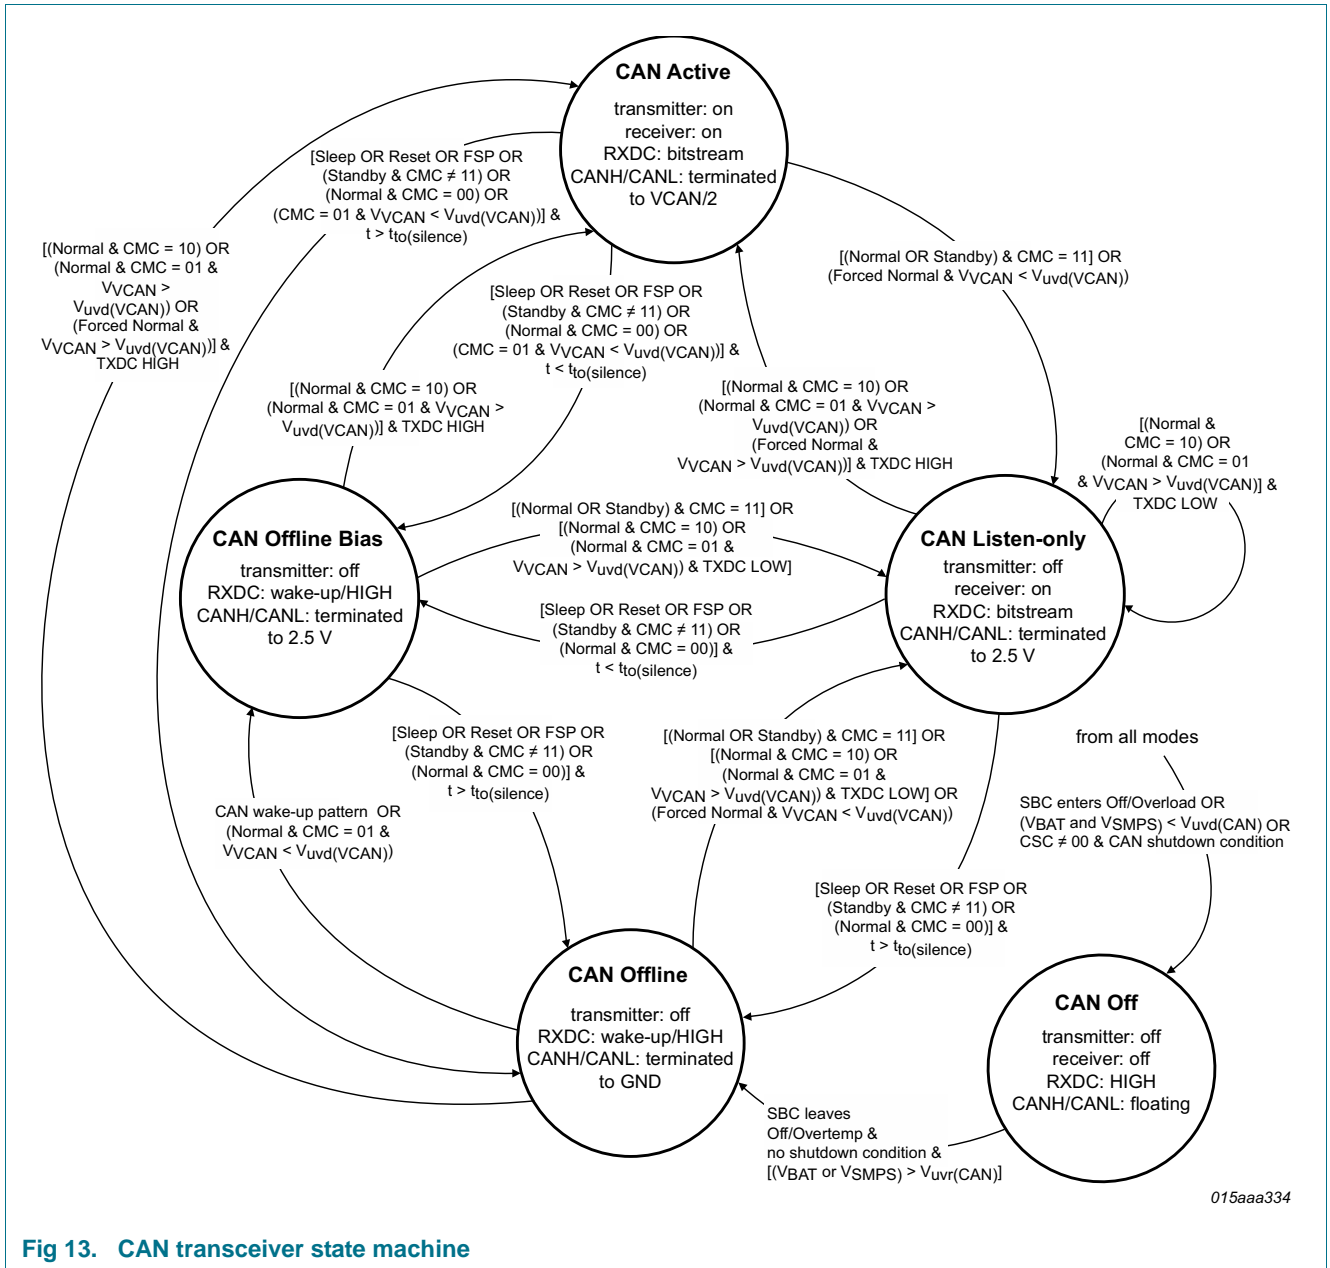 CAN Active
transmitter: on
receiver: on
RXDC: bitstream
CANH/CANL: terminated
to VCAN/2
[Sleep OR Reset OR FSP OR
(Standby & CMC ≠ 11) OR
(Normal & CMC = 00) OR
(CMC = 01 & VVCAN < Vuvd(VCAN))] &
t > tto(silence)
[(Normal & CMC = 10) OR
(Normal & CMC = 01 &
VVCAN >
Vuvd(VCAN)) OR
(Forced Normal &
VVCAN > Vuvd(VCAN))] &
TXDC HIGH
[(Normal OR Standby) & CMC = 11] OR
(Forced Normal & VVCAN < Vuvd(VCAN))
[Sleep OR Reset OR FSP OR
(Standby & CMC ≠ 11) OR
(Normal & CMC = 00) OR
(CMC = 01 & VVCAN < Vuvd(VCAN))] &
t < tto(silence)
[(Normal & CMC = 10) OR
(Normal & CMC = 01 & VVCAN >
Vuvd(VCAN))] & TXDC HIGH
[(Normal & CMC = 10) OR
(Normal & CMC = 01 & VVCAN >
Vuvd(VCAN)) OR
(Forced Normal &
VVCAN > Vuvd(VCAN))] & TXDC HIGH
[(Normal &
CMC = 10) OR
(Normal & CMC = 01
& VVCAN > Vuvd(VCAN)] &
TXDC LOW
CAN Offline Bias
transmitter: off
RXDC: wake-up/HIGH
CANH/CANL: terminated
to 2.5 V
[(Normal OR Standby) & CMC = 11] OR
[(Normal & CMC = 10) OR
(Normal & CMC = 01 &
VVCAN > Vuvd(VCAN)) & TXDC LOW]
CAN Listen-only
transmitter: off
receiver: on
RXDC: bitstream
CANH/CANL: terminated
to 2.5 V
[Sleep OR Reset OR FSP OR
(Standby & CMC ≠ 11) OR
(Normal & CMC = 00)] &
t < tto(silence)
[Sleep OR Reset OR FSP OR
(Standby & CMC ≠ 11) OR
(Normal & CMC = 00)] &
t > tto(silence)
[(Normal OR Standby) & CMC = 11] OR
[(Normal & CMC = 10) OR
(Normal & CMC = 01 &
VVCAN > Vuvd(VCAN)) & TXDC LOW] OR
(Forced Normal & VVCAN < Vuvd(VCAN))
from all modes
SBC enters Off/Overload OR
(VBAT and VSMPS) < Vuvd(CAN) OR
CSC ≠ 00 & CAN shutdown condition
CAN wake-up pattern OR
(Normal & CMC = 01 &
VVCAN < Vuvd(VCAN))
[Sleep OR Reset OR FSP OR
(Standby & CMC ≠ 11) OR
(Normal & CMC = 00)] &
t > tto(silence)
CAN Offline
transmitter: off
RXDC: wake-up/HIGH
CANH/CANL: terminated
to GND
CAN Off
transmitter: off
receiver: off
RXDC: HIGH
CANH/CANL: floating
SBC leaves
Off/Overtemp &
no shutdown condition &
[(VBAT or VSMPS) > Vuvr(CAN)]
015aaa334
Fig 13. CAN transceiver state machine